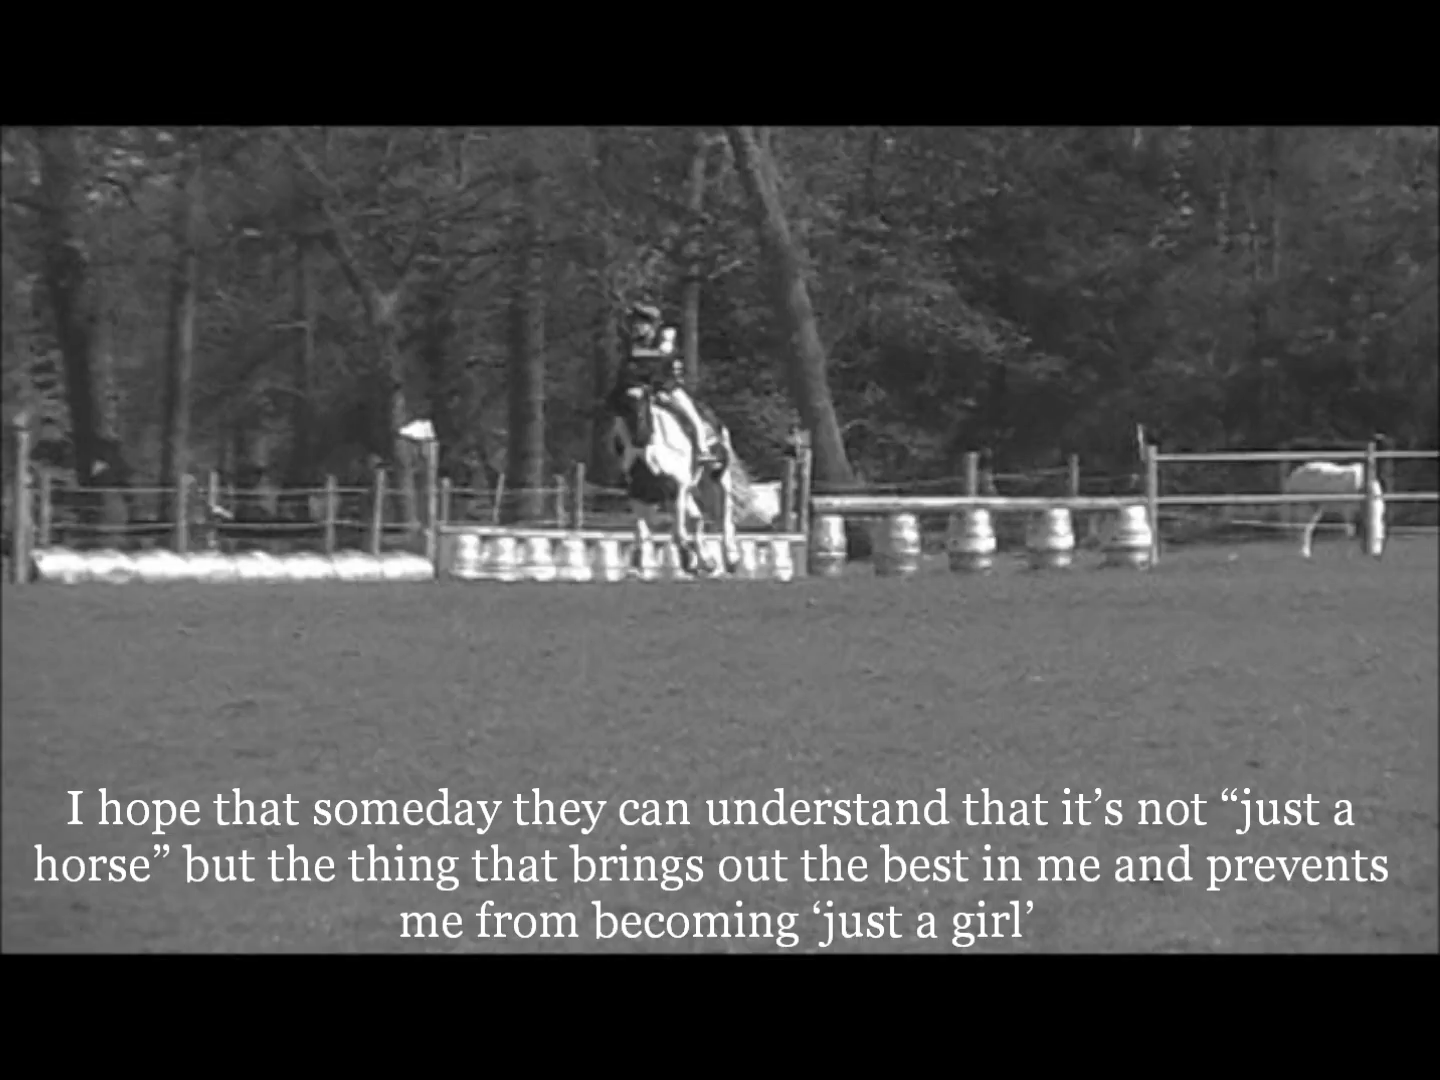 I hope that someday they can understand that it’s not “just a
horse” but the thing that brings out the best in me and prevents
me from becoming ‘just a girl’